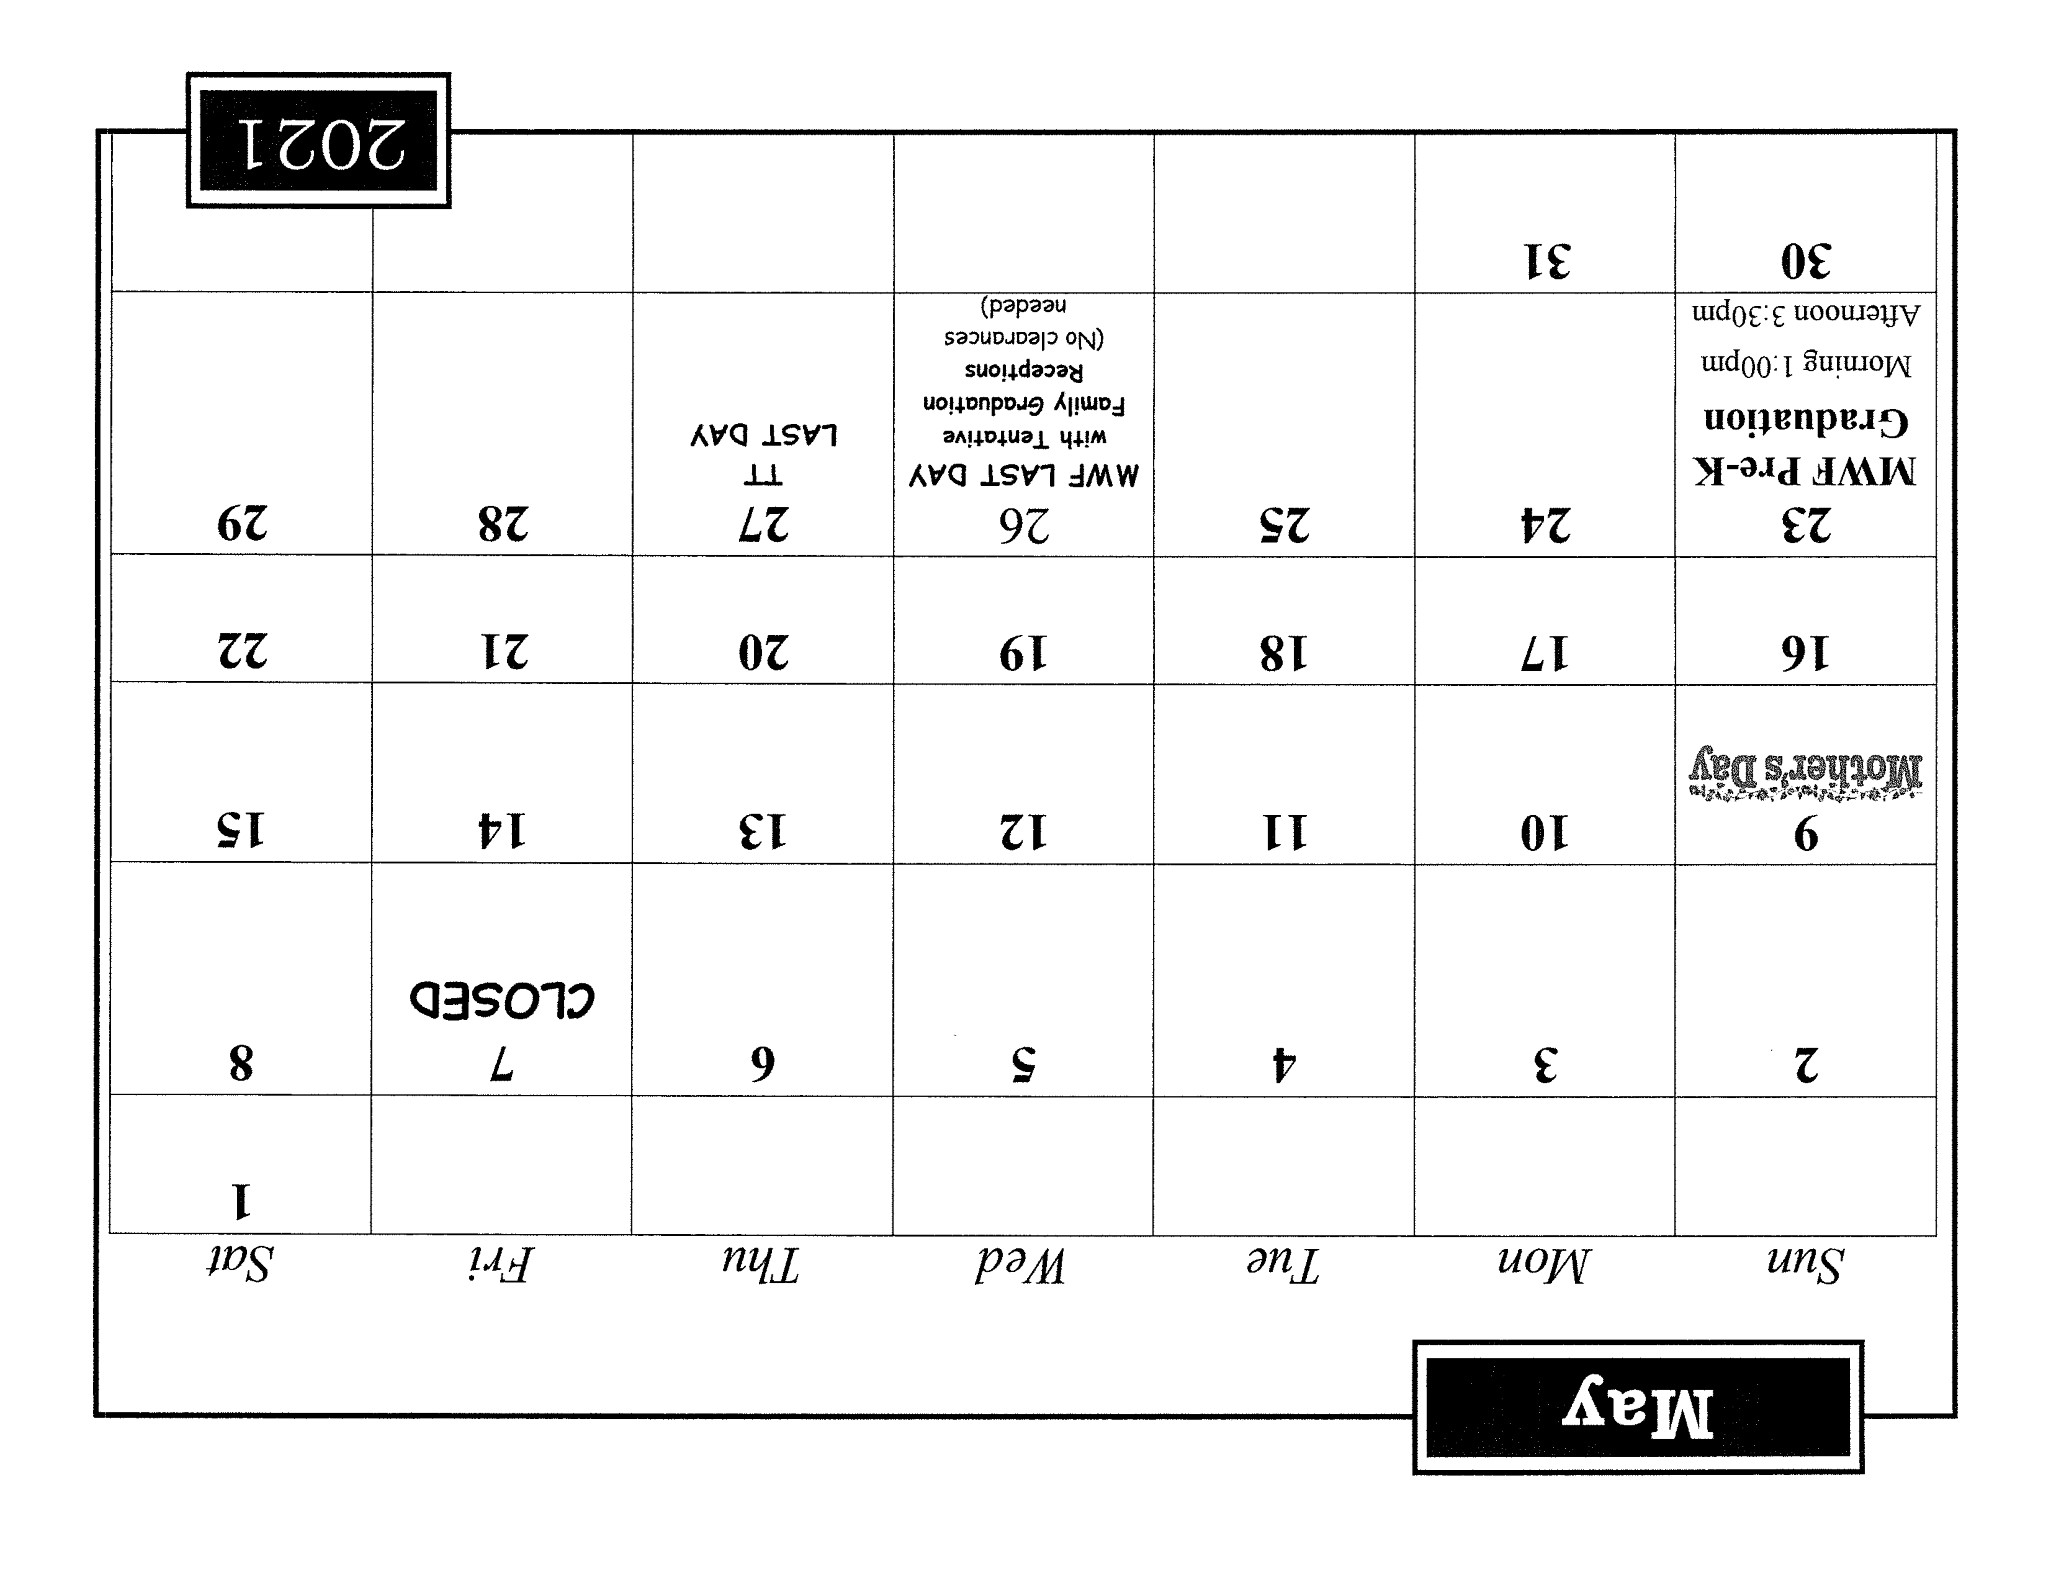 May
Sun Mon Tue Wed Thu Fri Sat
1
2 3 4 5 6 7 8
CLOSED
9 10 11 12 13 14 15
Mother's Day
16 17 18 19 20 21 22
23 24 25 26 27 28 29
MWF Pre-K
Graduation
Morning 1:00pm
Afternoon 3:30pm
MWF LAST DAY
with Tentative
Family Graduation
Receptions
(No clearances
needed)
TT
LAST DAY
30 31
2021